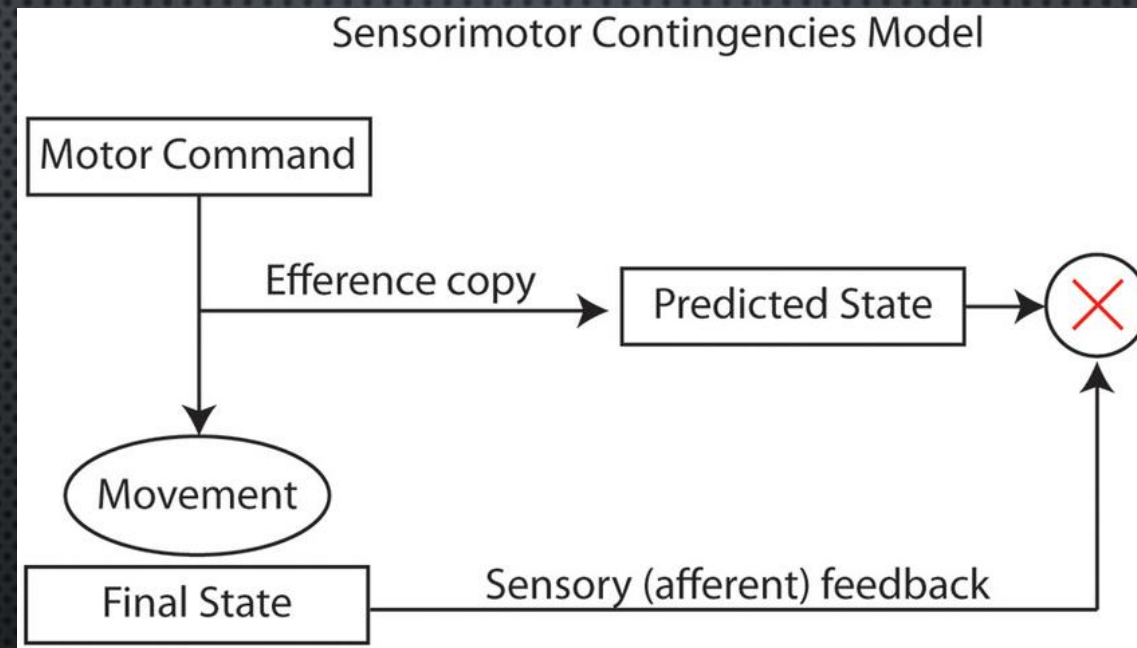 Sensorimotor Contingencies Model
Motor Command
Efference copy
Predicted State
Movement
Final State
Sensory (afferent) feedback